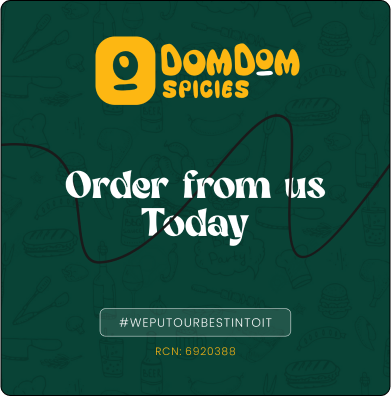 DOMDOM
SPICIES
Order from us
Today
#WEPUTOURBESTINTOIT
RCN: 6920388